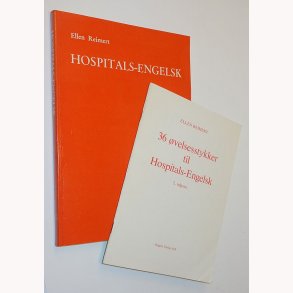 Ellen Reimert
HOSPITALS-ENGELSK
ELLEN REIMERT
36 øvelsesstykker
til
Hospitals-Engelsk